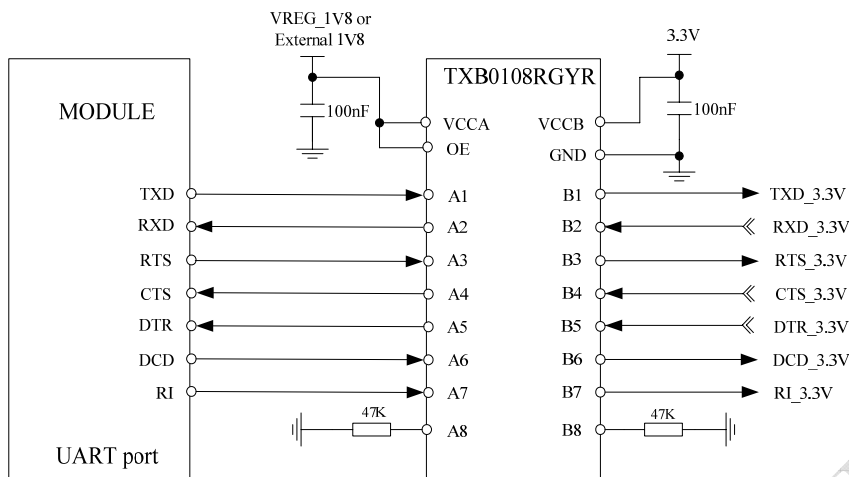 VREG_1V8 or
External 1V8
3.3V
TXB0108RGYR
MODULE
100nF
100nF
VCCA
VCCB
OE
GND
TXD
A1
B1
TXD_3.3V
RXD
A2
B2
RXD_3.3V
RTS
A3
B3
RTS_3.3V
CTS
A4
B4
CTS_3.3V
DTR
A5
B5
DTR_3.3V
DCD
A6
B6
DCD_3.3V
RI
A7
B7
RI_3.3V
47K
A8
B8
47K
UART port